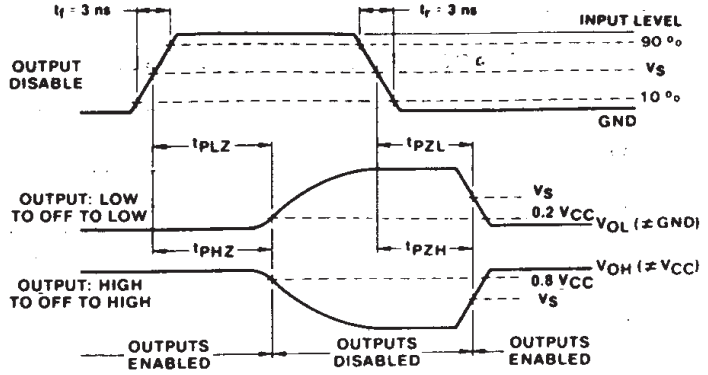 tf = 3 ns
tr = 3 ns
INPUT LEVEL
90 %
OUTPUT
DISABLE
VS
10 %
GND
tPLZ
tPZL
OUTPUT: LOW
TO OFF TO LOW
VS
0.2 VCC
VOL (≠ GND)
tPHZ
tPZH
OUTPUT: HIGH
TO OFF TO HIGH
VOH (≠ VCC)
0.8 VCC
VS
OUTPUTS
ENABLED
OUTPUTS
DISABLED
OUTPUTS
ENABLED